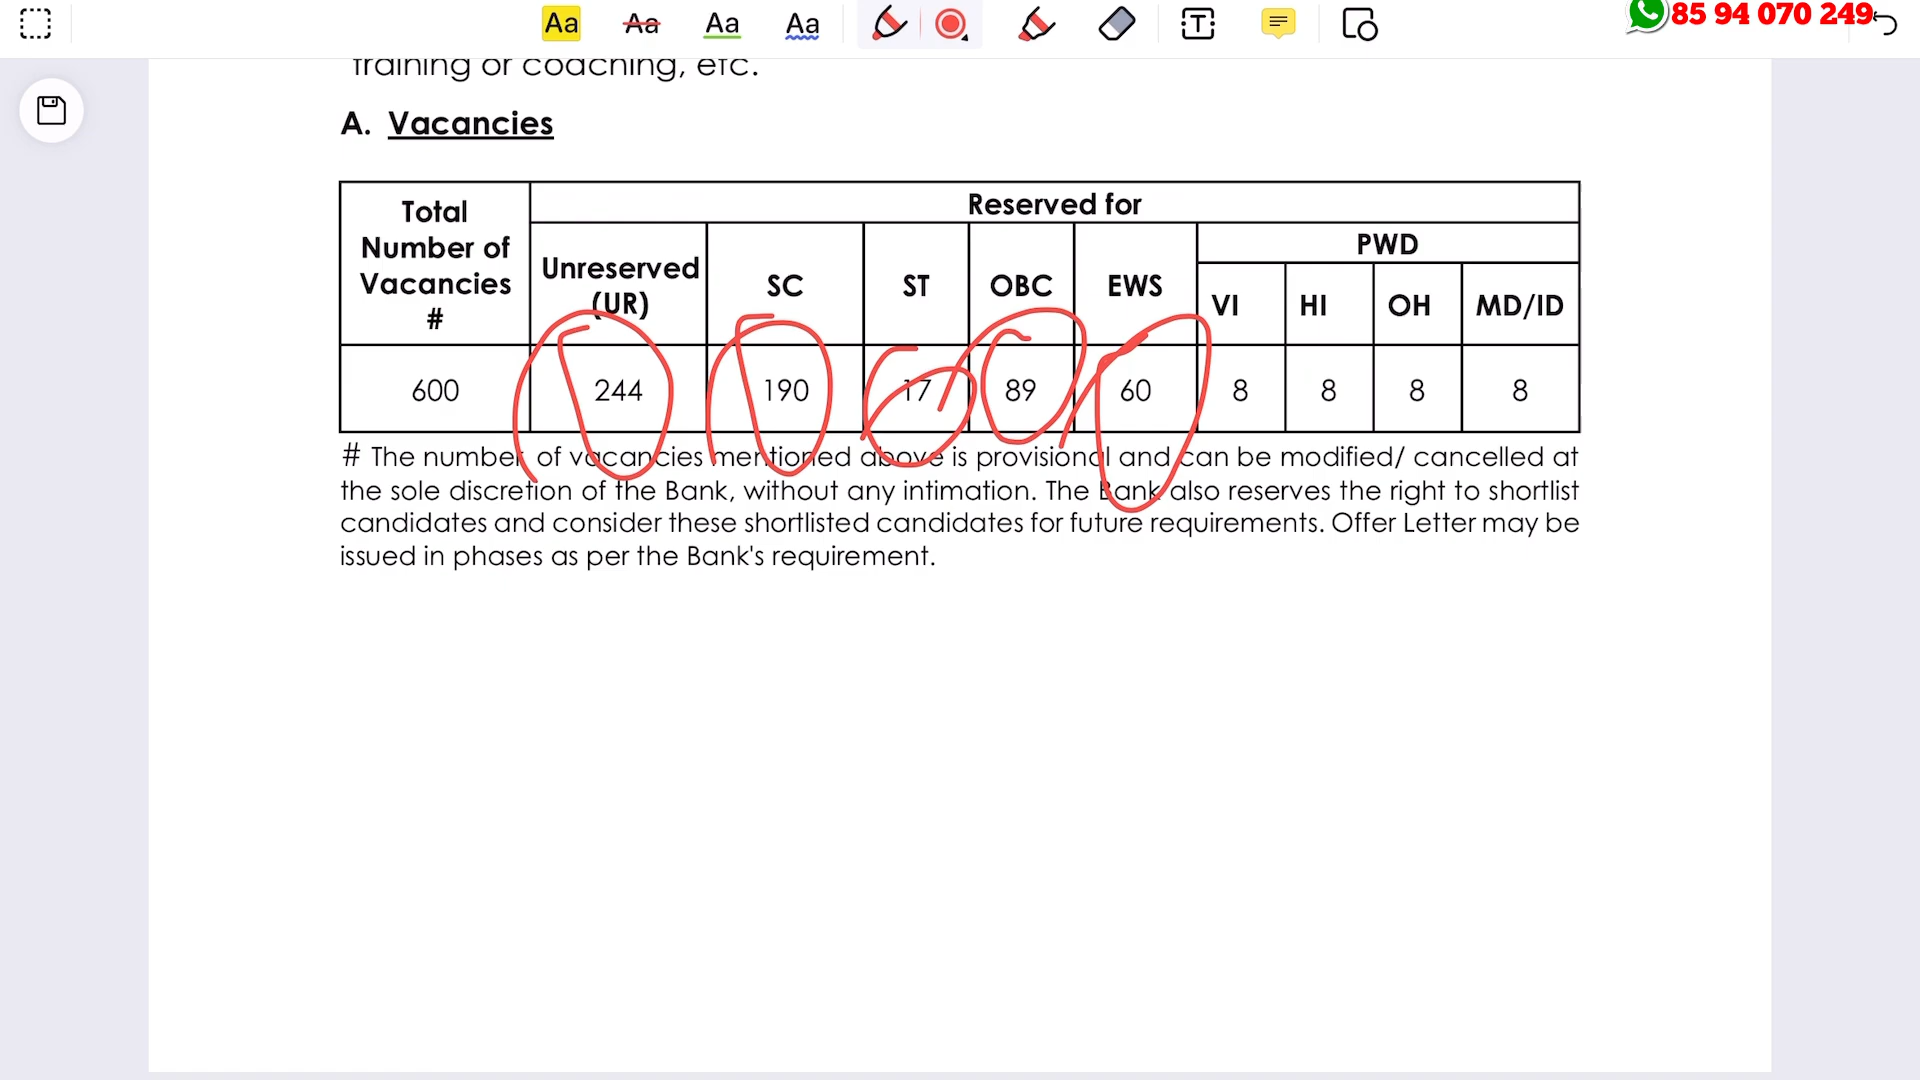 Aa Aa Aa Aa T 85 94 070 249
training or coaching, etc.
A. Vacancies
Total Number of Vacancies # Reserved for
Unreserved (UR) SC ST OBC EWS PWD
VI HI OH MD/ID
600 244 190 17 89 60 8 8 8 8
# The number of vacancies mentioned above is provisional and can be modified/ cancelled at
the sole discretion of the Bank, without any intimation. The Bank also reserves the right to shortlist
candidates and consider these shortlisted candidates for future requirements. Offer Letter may be
issued in phases as per the Bank's requirement.